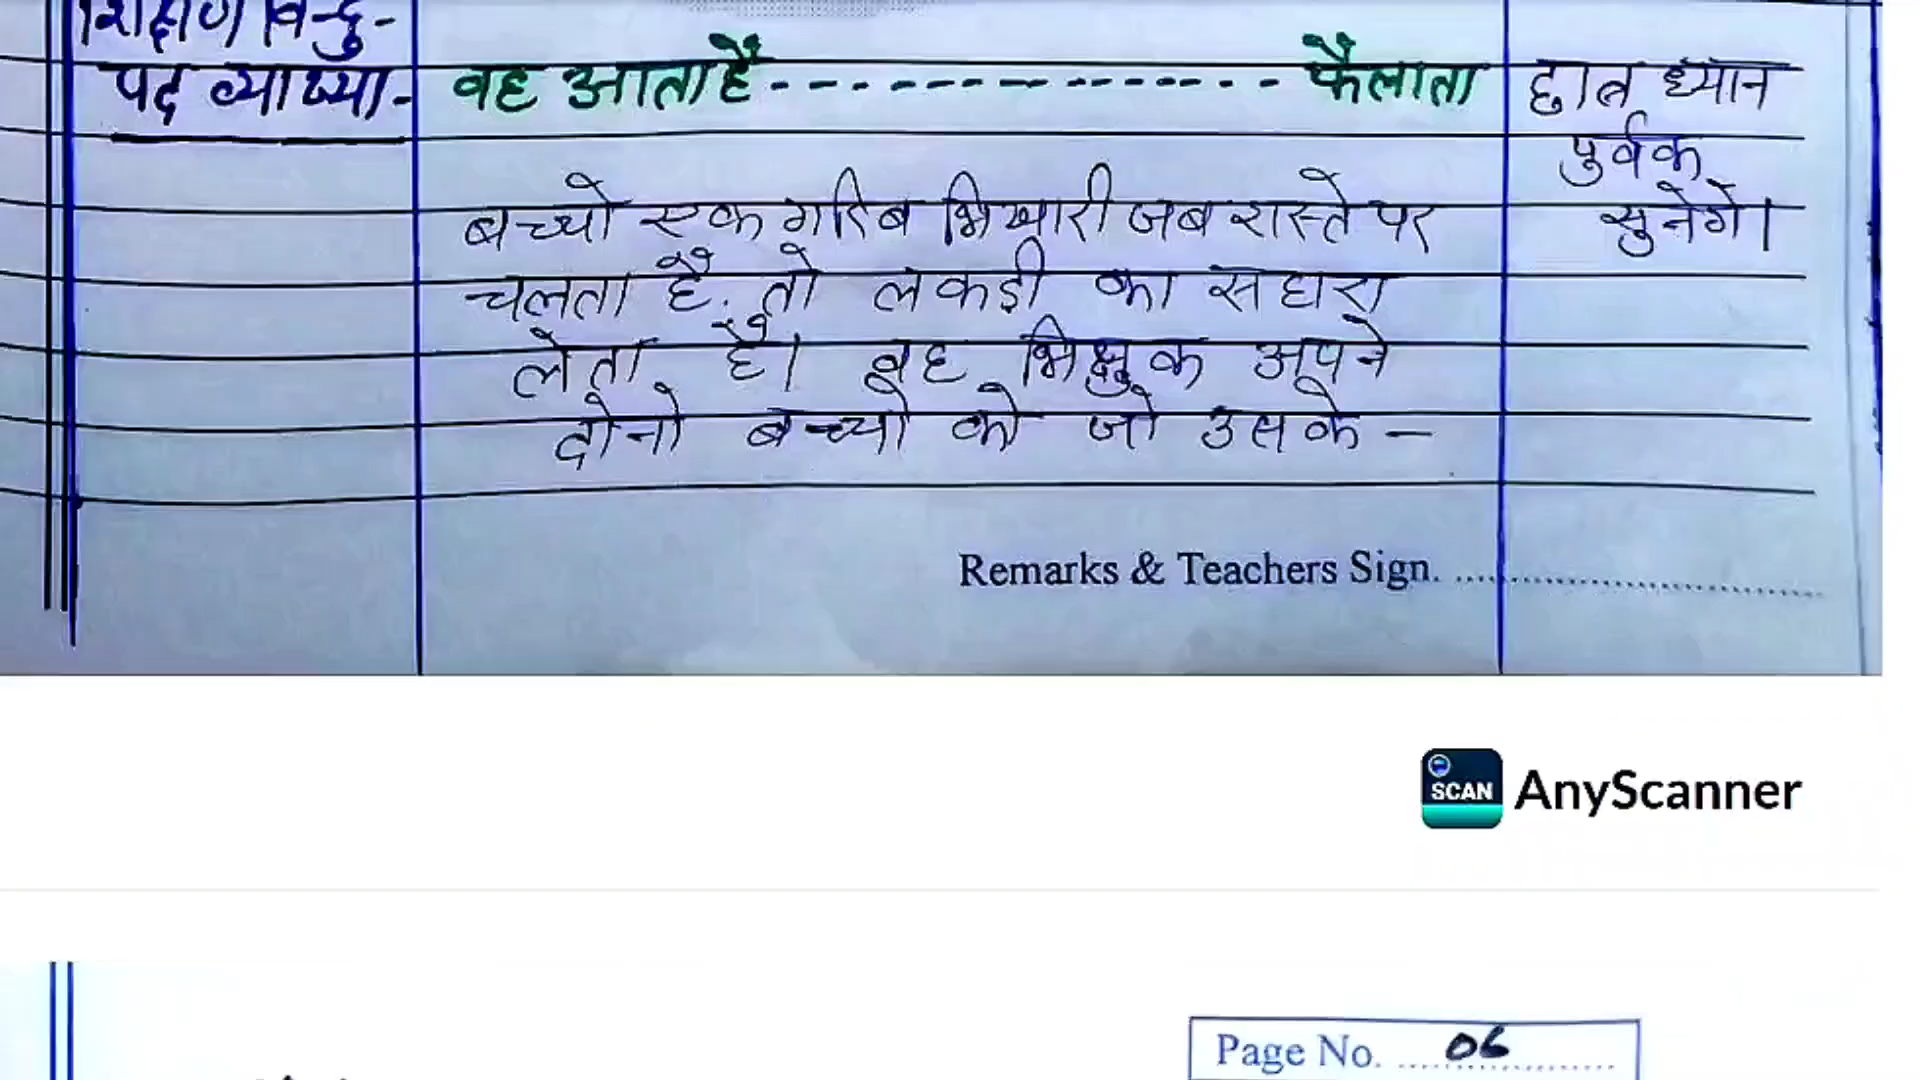 शिक्षण विन्दु-
पद व्याख्या-
वह आता है-------------- फैलाता
बच्चो एक गरिब भिखारी जब रास्ते पर
चलता है. तो लकडी का सहारा
लेता है। वह भिक्षुक अपने
दोनो बच्चो को जो उसके -
छात्र ध्यान
पुर्वक
सुनेगे।
Remarks & Teachers Sign. ..........................................
SCAN AnyScanner
Page No. 06